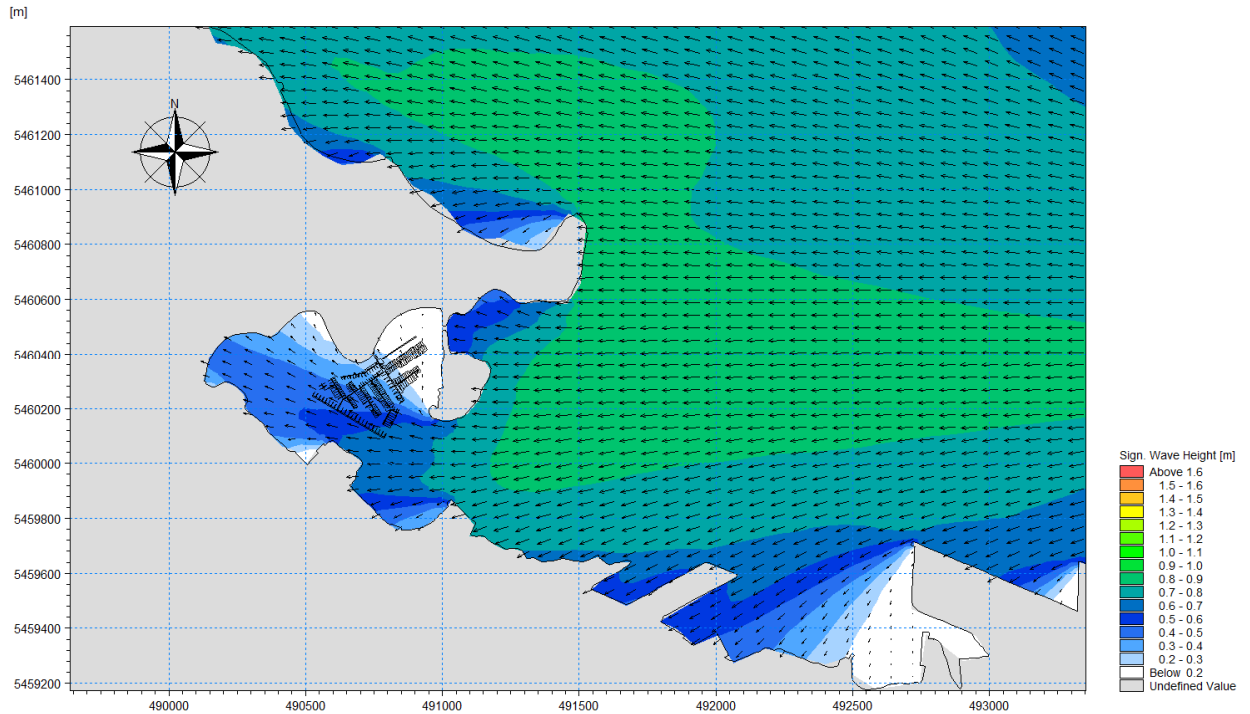 [m]
5461400
5461200
5461000
5460800
5460600
5460400
5460200
5460000
5459800
5459600
5459400
5459200
N
490000 490500 491000 491500 492000 492500 493000
Sign. Wave Height [m]
Above 1.6
1.5 - 1.6
1.4 - 1.5
1.3 - 1.4
1.2 - 1.3
1.1 - 1.2
1.0 - 1.1
0.9 - 1.0
0.8 - 0.9
0.7 - 0.8
0.6 - 0.7
0.5 - 0.6
0.4 - 0.5
0.3 - 0.4
0.2 - 0.3
Below 0.2
Undefined Value